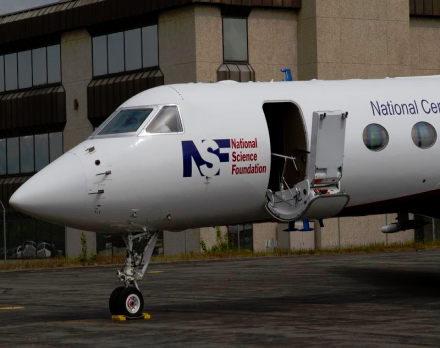 NSF
National
Science
Foundation
National Cen